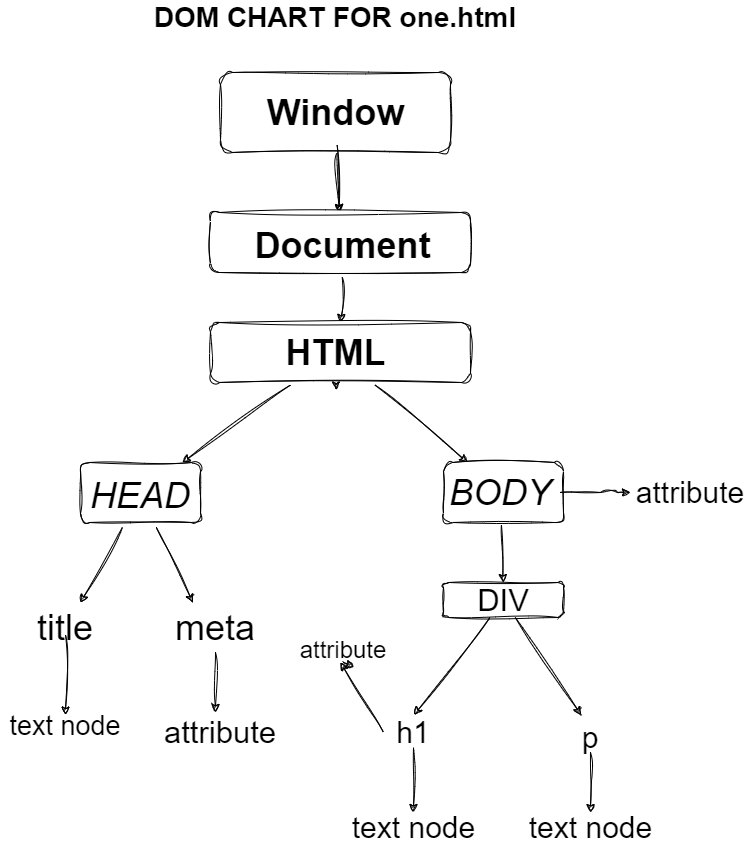 DOM CHART FOR one.html
Window
Document
HTML
HEAD
BODY
attribute
DIV
title
meta
attribute
text node
attribute
h1
p
text node
text node